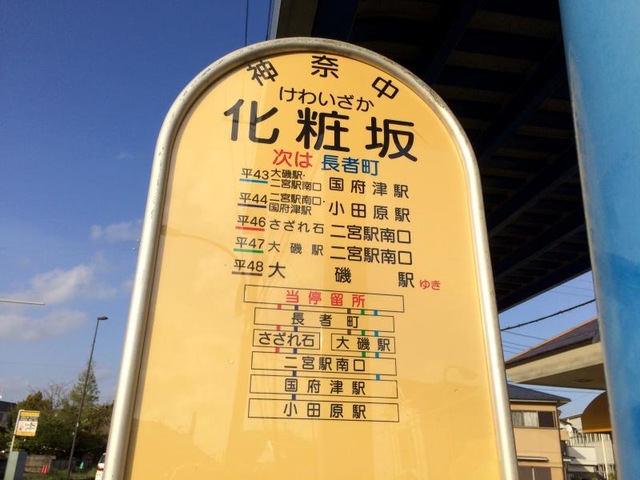 神奈中
けわいざか
化粧坂
次は 長者町
平43 大磯駅・二宮駅南口 国府津駅
平44 二宮駅南口・国府津駅 小田原駅
平46 さざれ石 二宮駅南口
平47 大磯駅 二宮駅南口
平48 大磯駅 ゆき
当停留所
長者町
さざれ石 大磯駅
二宮駅南口
国府津駅
小田原駅